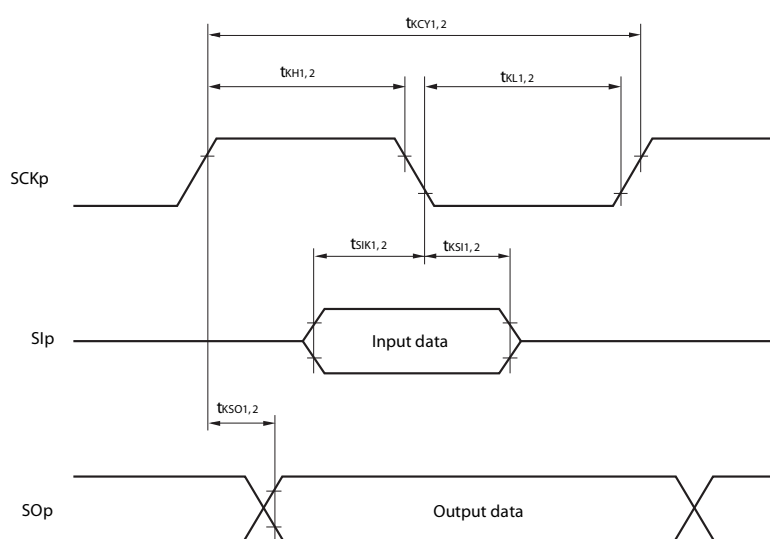 tKCY1, 2
tKH1, 2
tKL1, 2
SCKp
tSIK1, 2
tKSI1, 2
SIp
Input data
tKSO1, 2
SOp
Output data